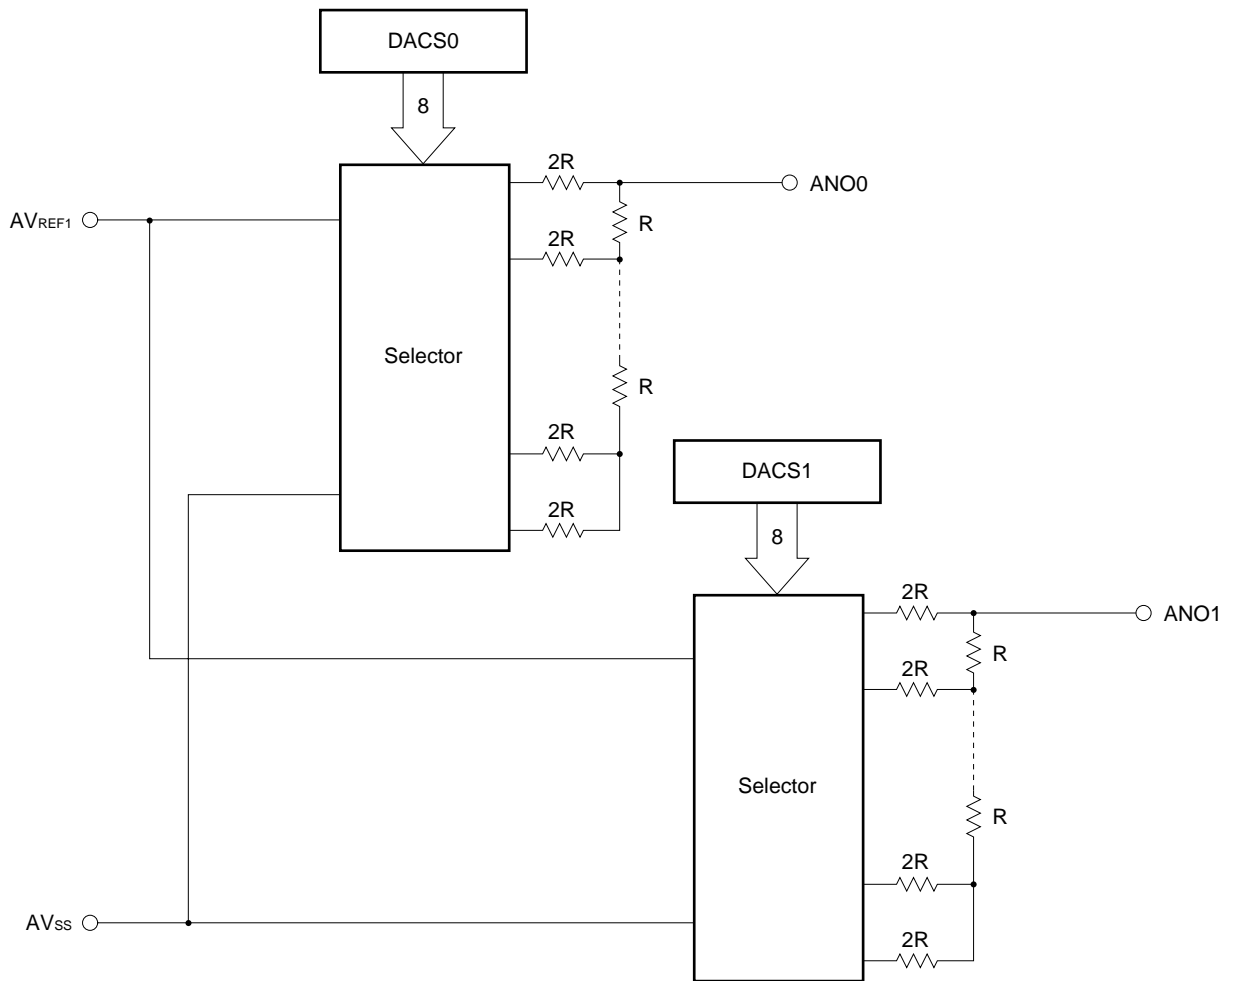 DACS0
8
2R
ANO0
AVREF1
R
2R
Selector
R
2R
DACS1
2R
8
2R
ANO1
R
2R
Selector
R
2R
AVSS
2R